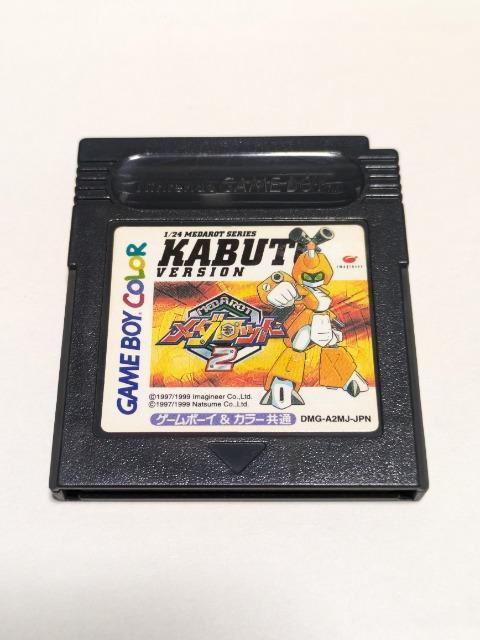 Nintendo GAME BOY
1/24 MEDAROT SERIES
KABUT
VERSION
imagineer
GAME BOY COLOR
MEDAROT
メダロット
2
©1997/1999 Imagineer Co.,Ltd.
©1997/1999 Natsume Co.,Ltd.
ゲームボーイ & カラー共通
DMG-A2MJ-JPN